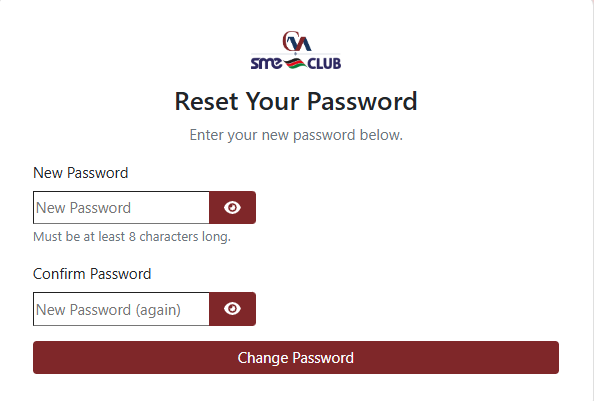 CM
SME CLUB
Reset Your Password
Enter your new password below.
New Password
New Password
Must be at least 8 characters long.
Confirm Password
New Password (again)
Change Password